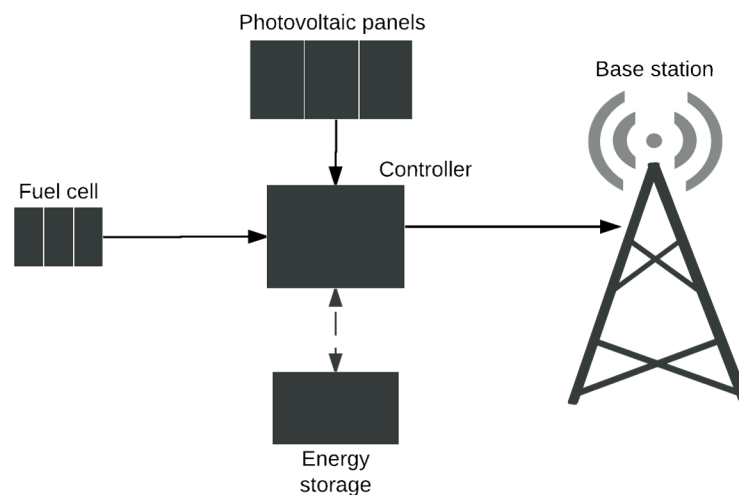 Photovoltaic panels
Base station
Controller
Fuel cell
Energy
storage